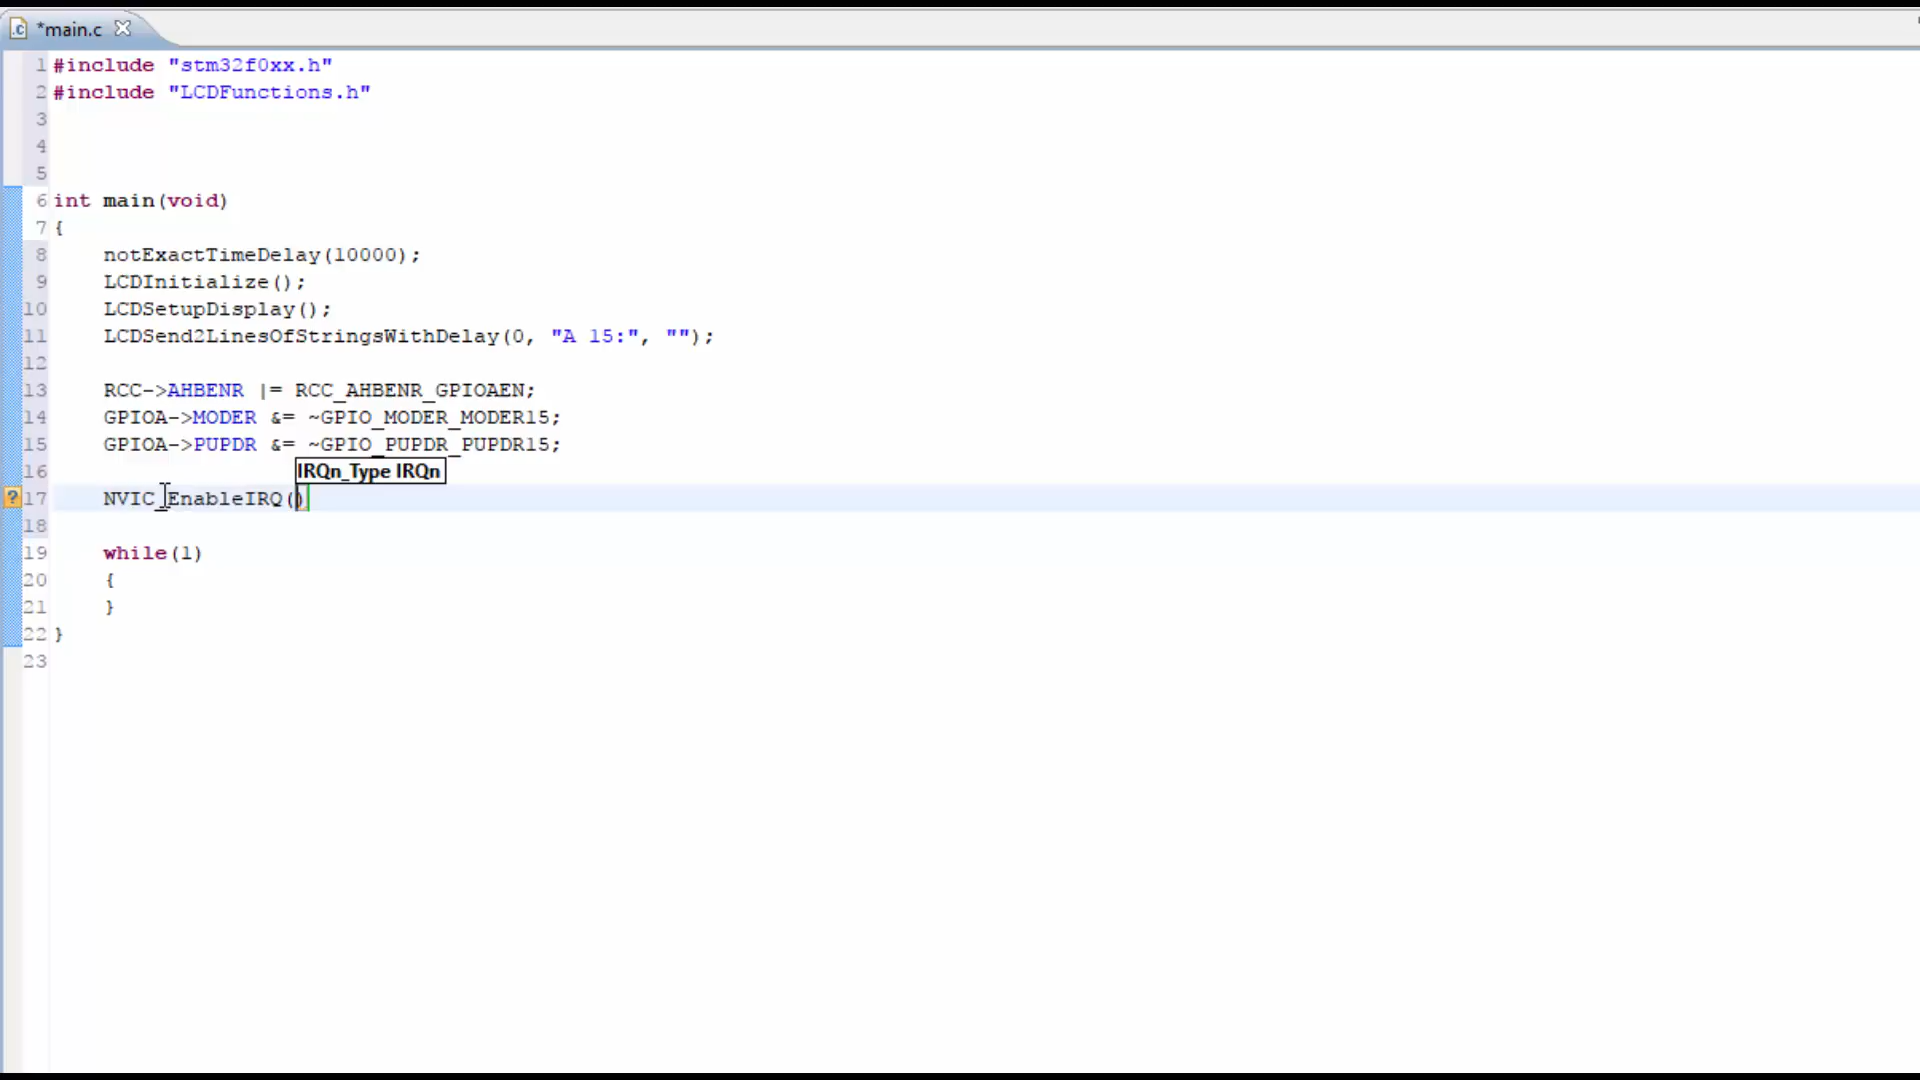 *main.c
1 #include "stm32f0xx.h"
2 #include "LCDFunctions.h"
3
4
5
6 int main(void)
7 {
8 notExactTimeDelay(10000);
9 LCDInitialize();
10 LCDSetupDisplay();
11 LCDSend2LinesOfStringsWithDelay(0, "A 15:", "");
12
13 RCC->AHBENR |= RCC_AHBENR_GPIOAEN;
14 GPIOA->MODER &= ~GPIO_MODER_MODER15;
15 GPIOA->PUPDR &= ~GPIO_PUPDR_PUPDR15;
16
IRQn_Type IRQn
17 NVIC_EnableIRQ()
18
19 while(1)
20 {
21 }
22 }
23